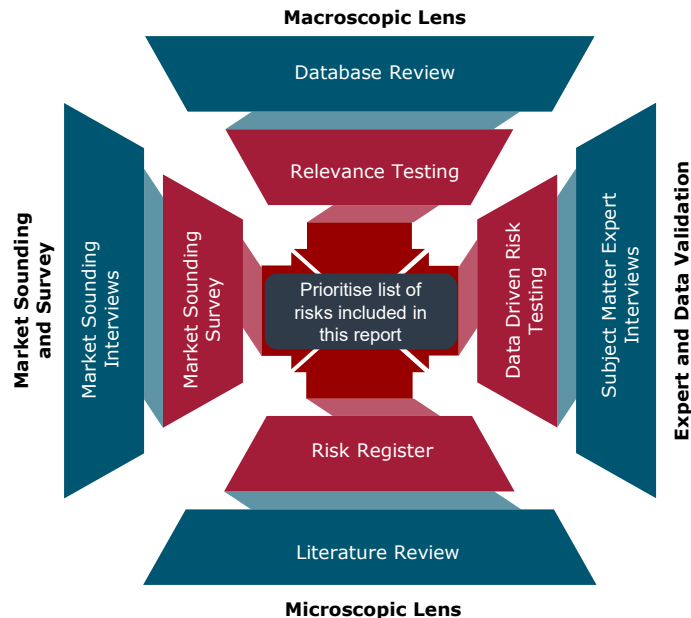 Macroscopic Lens
Database Review
Relevance Testing
Market Sounding
and Survey
Market Sounding
Interviews
Market Sounding
Survey
Prioritise list of
risks included in
this report
Data Driven Risk
Testing
Subject Matter Expert
Interviews
Expert and Data Validation
Risk Register
Literature Review
Microscopic Lens